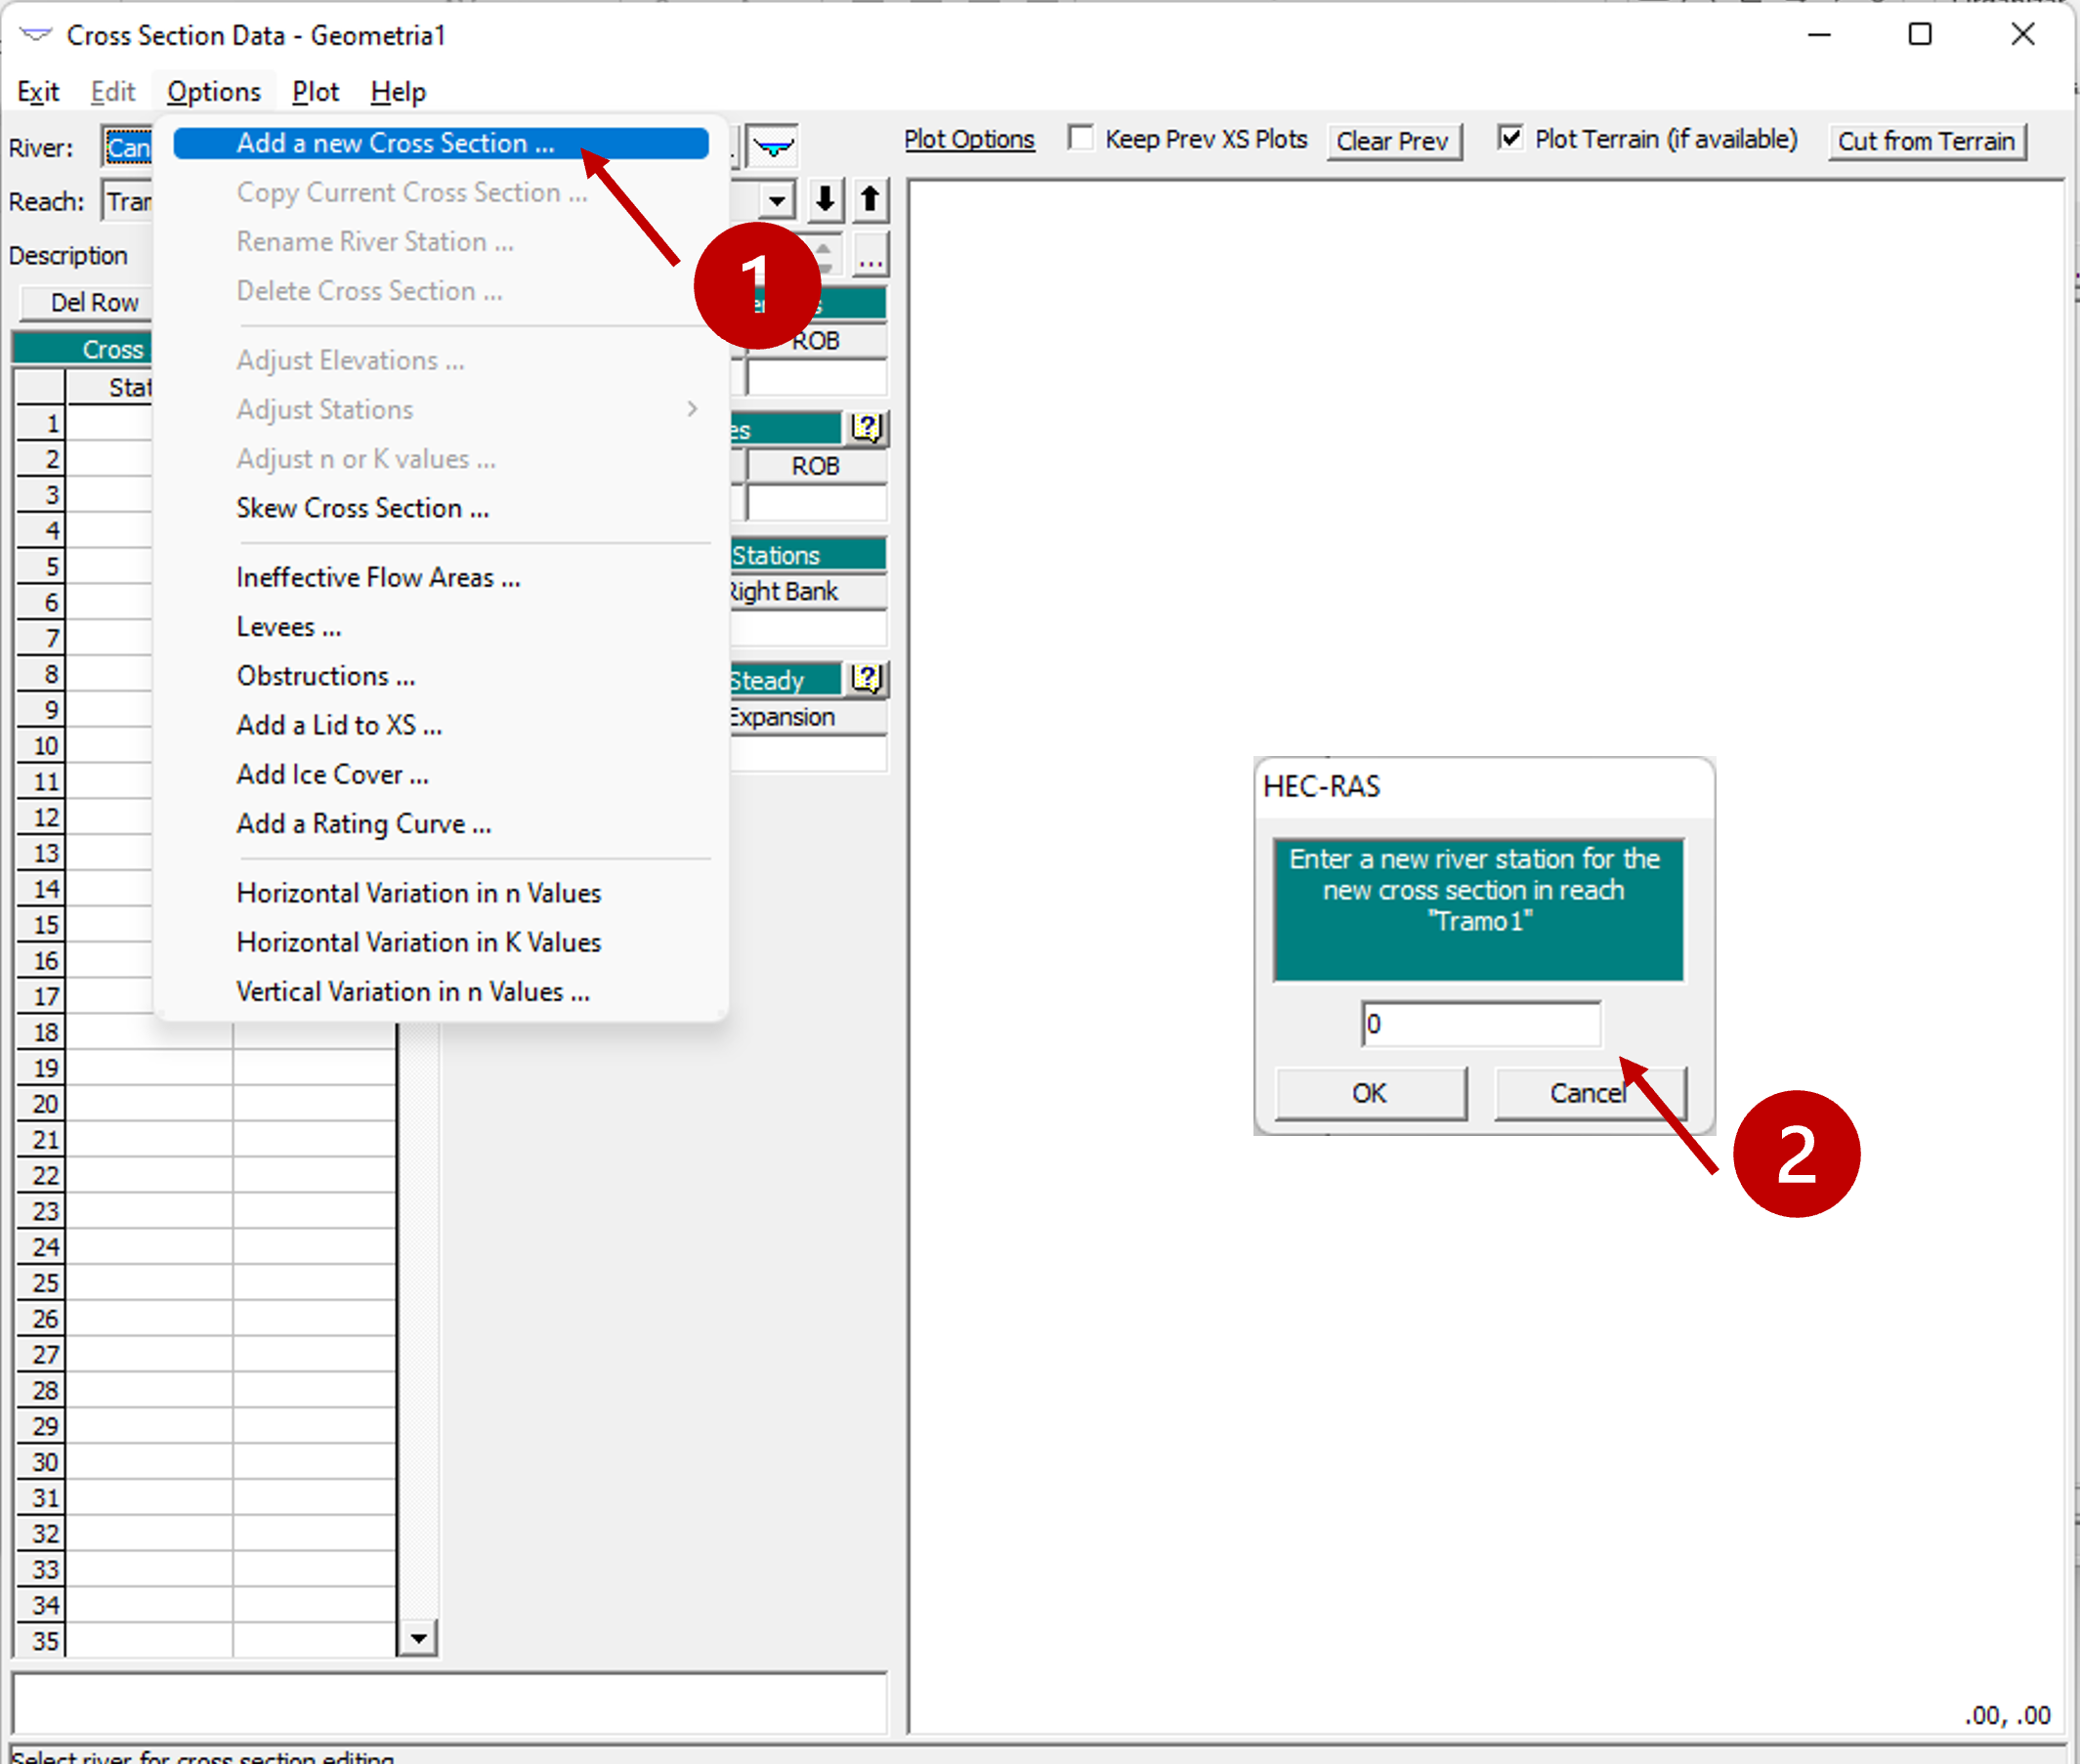 Cross Section Data - Geometria1
Exit Edit Options Plot Help
River: Can
Reach: Tram
Description
Del Row
Cross
Stat
Add a new Cross Section ...
Copy Current Cross Section ...
Rename River Station ...
Delete Cross Section ...
Adjust Elevations ...
Adjust Stations
Adjust n or K values ...
Skew Cross Section ...
Ineffective Flow Areas ...
Levees ...
Obstructions ...
Add a Lid to XS ...
Add Ice Cover ...
Add a Rating Curve ...
Horizontal Variation in n Values
Horizontal Variation in K Values
Vertical Variation in n Values ...
1
...
ROB
es
ROB
Stations
Right Bank
Steady
Expansion
Plot Options Keep Prev XS Plots Clear Prev Plot Terrain (if available) Cut from Terrain
1
2
3
4
5
6
7
8
9
10
11
12
13
14
15
16
17
18
19
20
21
22
23
24
25
26
27
28
29
30
31
32
33
34
35
HEC-RAS
Enter a new river station for the
new cross section in reach
"Tramo1"
0
OK Cancel
2
.00, .00
Select river for cross section editing